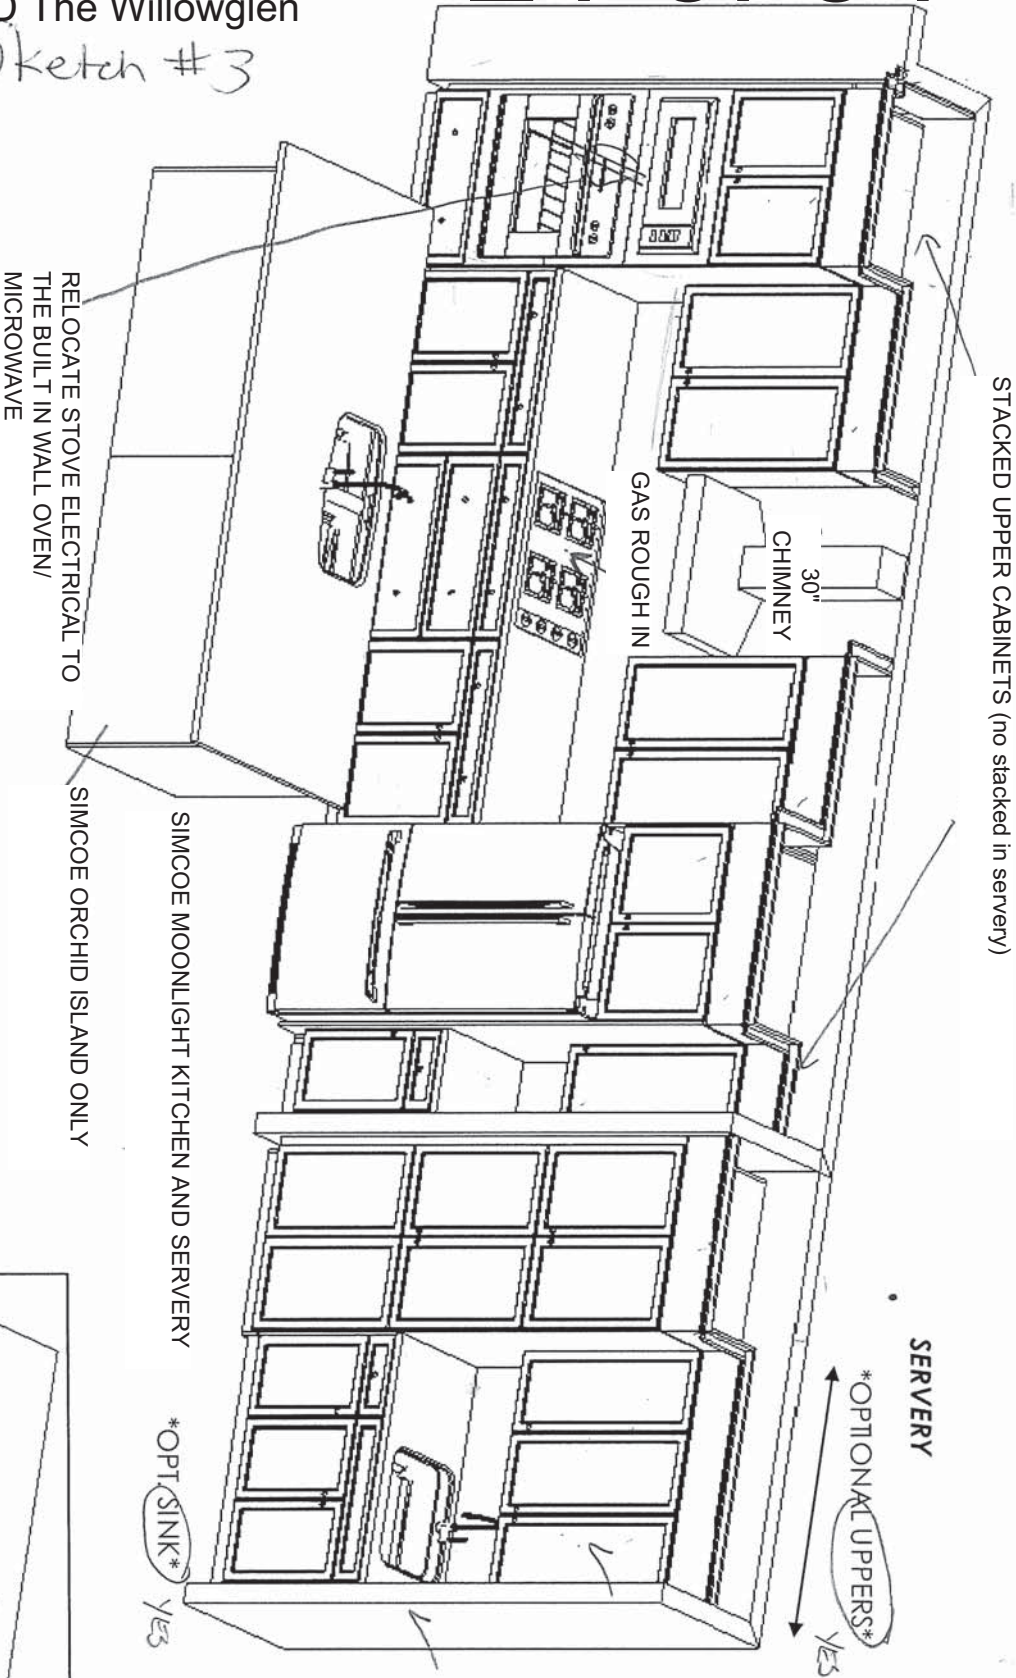 The Willowglen
Sketch #3
STACKED UPPER CABINETS (no stacked in servery)
30"
CHIMNEY
GAS ROUGH IN
RELOCATE STOVE ELECTRICAL TO
THE BUILT IN WALL OVEN/
MICROWAVE
SIMCOE ORCHID ISLAND ONLY
SIMCOE MOONLIGHT KITCHEN AND SERVERY
SERVERY
*OPTIONAL UPPERS*
YES
*OPT. SINK*
YES